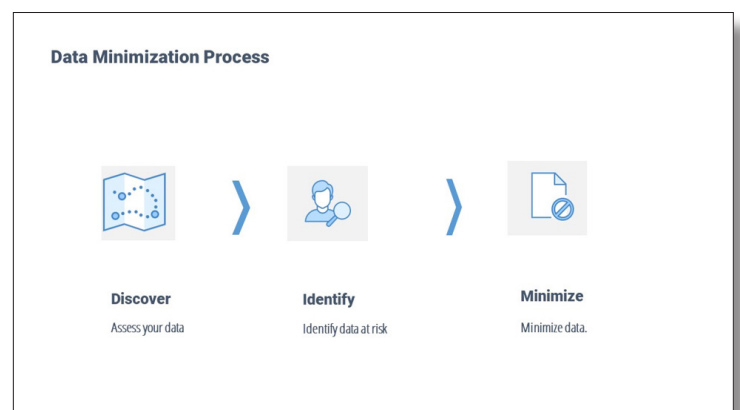 Data Minimization Process
Discover
Assess your data
Identify
Identify data at risk
Minimize
Minimize data.